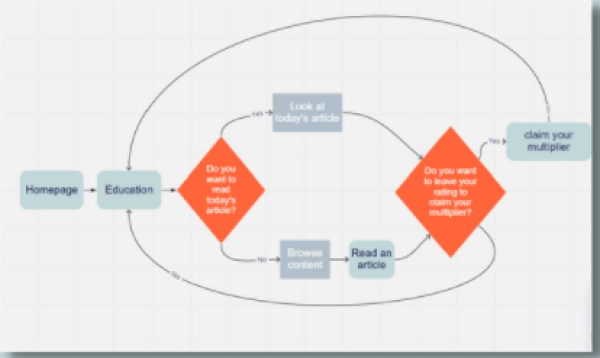 Homepage
Education
Do you
want to
read
today's
article?
Yes
Look at
today's article
No
Browse
content
Read an
article
Do you want
to leave your
rating to
claim your
multiplier?
Yes
claim your
multiplier
No